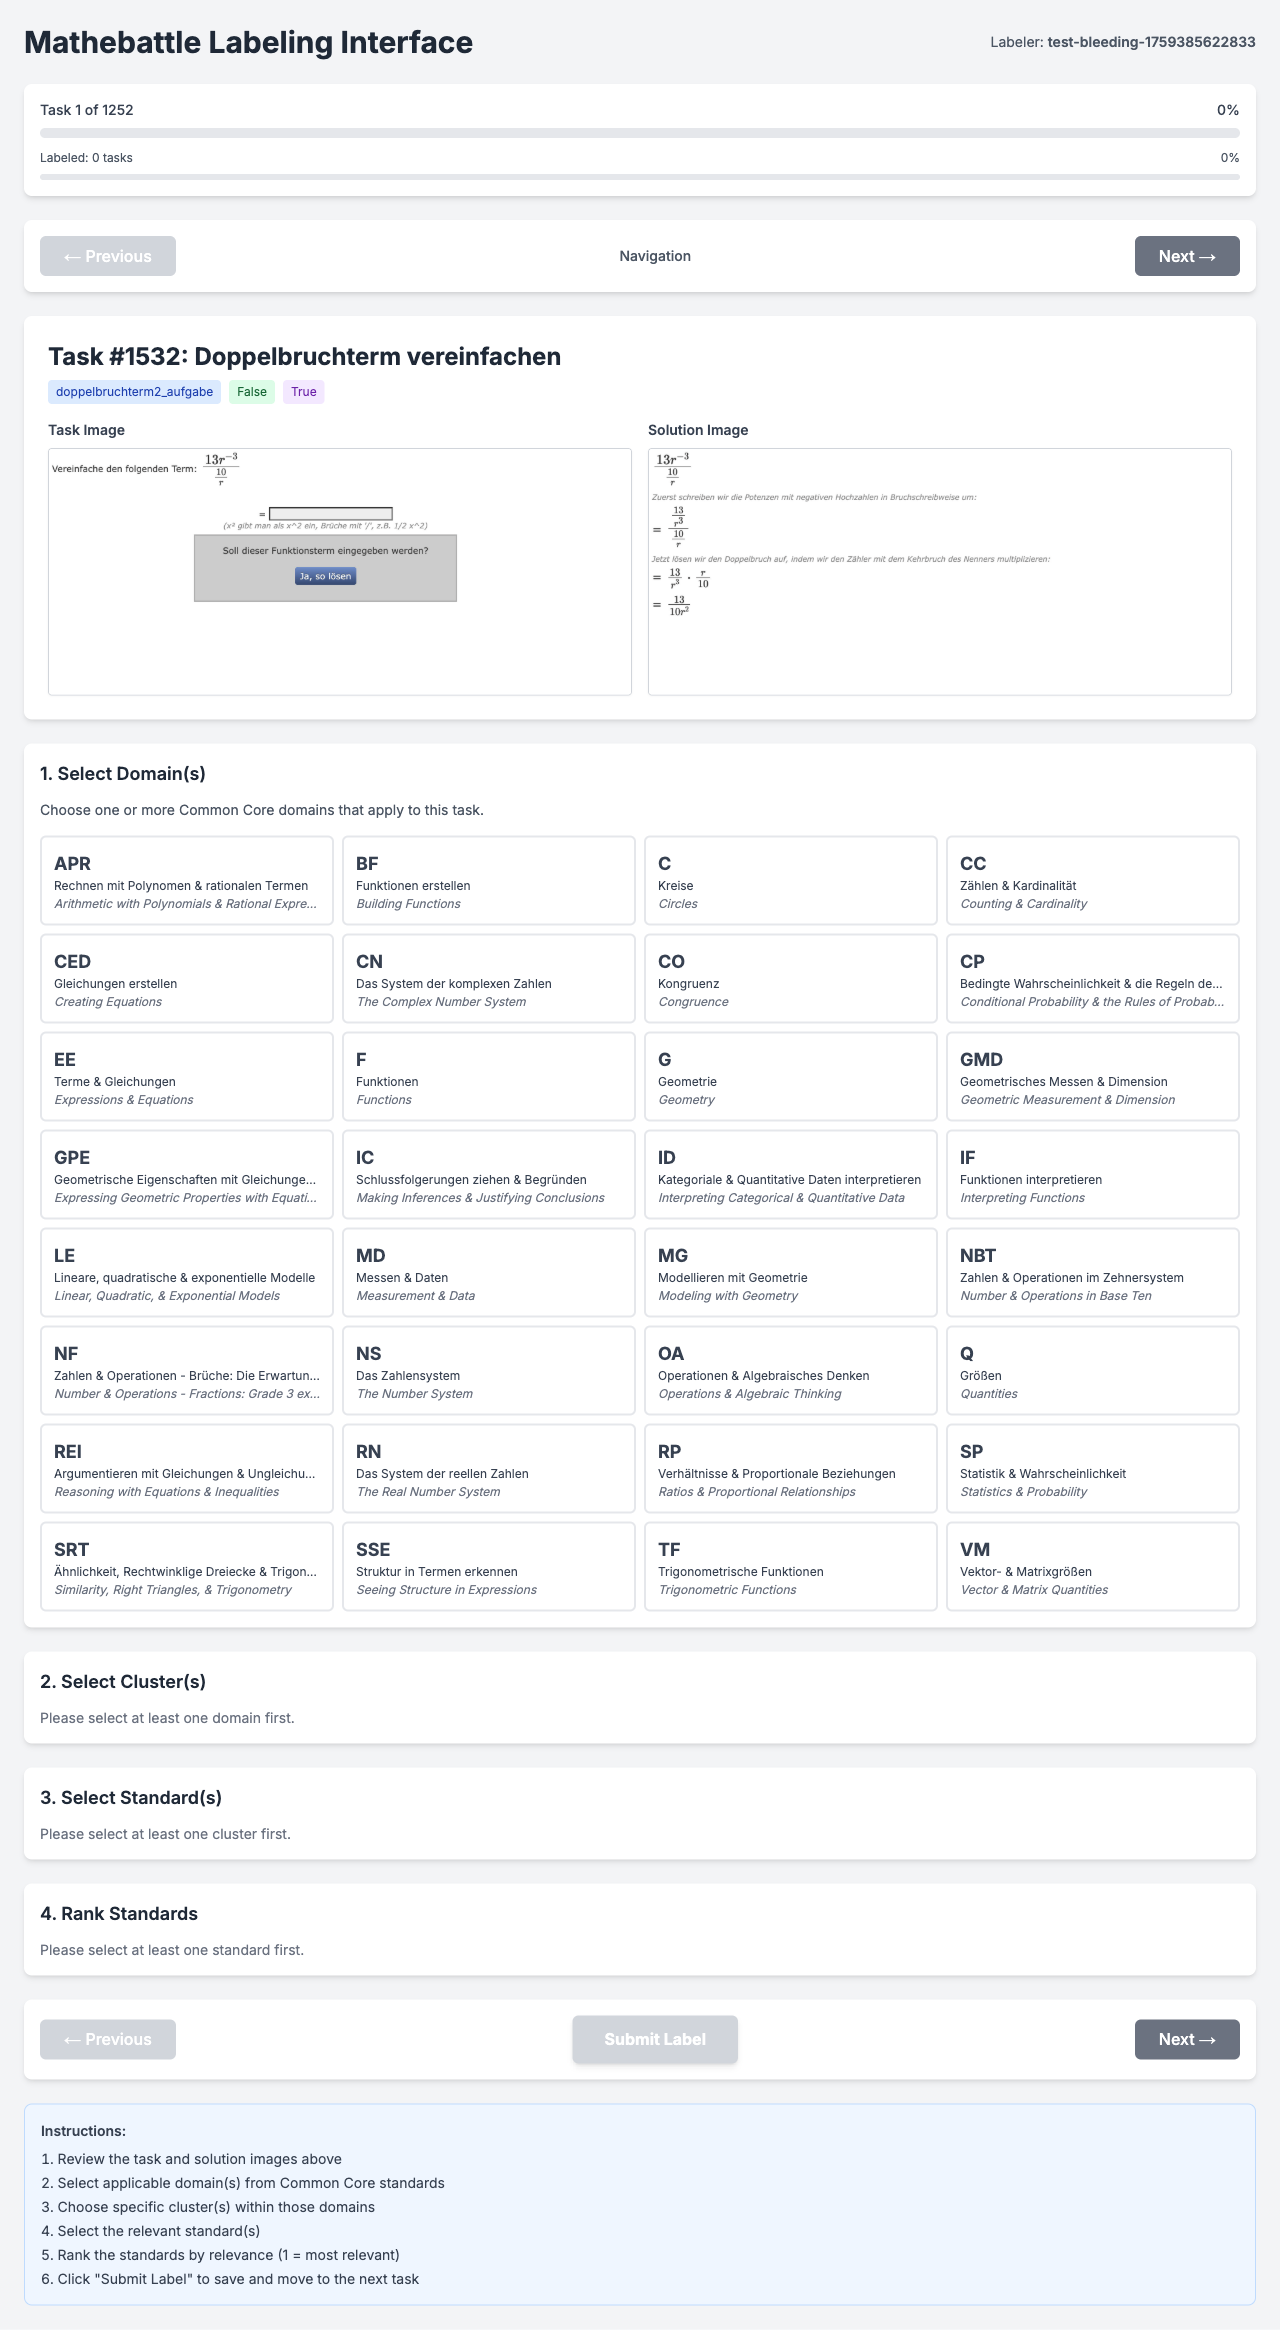 Mathebattle Labeling Interface
Labeler: test-bleeding-1759385622833
Task 1 of 1252
0%
Labeled: 0 tasks
0%
← Previous
Navigation
Next →
Task #1532: Doppelbruchterm vereinfachen
doppelbruchterm2_aufgabe False True
Task Image
Vereinfache den folgenden Term: \frac{13r^{-3}}{\frac{10}{r}}
=
(x² gibt man als x^2 ein, Brüche mit '/', z.B. 1/2 x^2)
Soll dieser Funktionsterm eingegeben werden?
Ja, so lösen
Solution Image
\frac{13r^{-3}}{\frac{10}{r}}
Zuerst schreiben wir die Potenzen mit negativen Hochzahlen in Bruchschreibweise um:
= \frac{\frac{13}{r^3}}{\frac{10}{r}}
Jetzt lösen wir den Doppelbruch auf, indem wir den Zähler mit dem Kehrbruch des Nenners multiplizieren:
= \frac{13}{r^3} · \frac{r}{10}
= \frac{13}{10r^2}
1. Select Domain(s)
Choose one or more Common Core domains that apply to this task.
APR
Rechnen mit Polynomen & rationalen Termen
Arithmetic with Polynomials & Rational Expre...
BF
Funktionen erstellen
Building Functions
C
Kreise
Circles
CC
Zählen & Kardinalität
Counting & Cardinality
CED
Gleichungen erstellen
Creating Equations
CN
Das System der komplexen Zahlen
The Complex Number System
CO
Kongruenz
Congruence
CP
Bedingte Wahrscheinlichkeit & die Regeln de...
Conditional Probability & the Rules of Probab...
EE
Terme & Gleichungen
Expressions & Equations
F
Funktionen
Functions
G
Geometrie
Geometry
GMD
Geometrisches Messen & Dimension
Geometric Measurement & Dimension
GPE
Geometrische Eigenschaften mit Gleichunge...
Expressing Geometric Properties with Equati...
IC
Schlussfolgerungen ziehen & Begründen
Making Inferences & Justifying Conclusions
ID
Kategoriale & Quantitative Daten interpretieren
Interpreting Categorical & Quantitative Data
IF
Funktionen interpretieren
Interpreting Functions
LE
Lineare, quadratische & exponentielle Modelle
Linear, Quadratic, & Exponential Models
MD
Messen & Daten
Measurement & Data
MG
Modellieren mit Geometrie
Modeling with Geometry
NBT
Zahlen & Operationen im Zehnersystem
Number & Operations in Base Ten
NF
Zahlen & Operationen - Brüche: Die Erwartun...
Number & Operations - Fractions: Grade 3 ex...
NS
Das Zahlensystem
The Number System
OA
Operationen & Algebraisches Denken
Operations & Algebraic Thinking
Q
Größen
Quantities
REI
Argumentieren mit Gleichungen & Ungleichu...
Reasoning with Equations & Inequalities
RN
Das System der reellen Zahlen
The Real Number System
RP
Verhältnisse & Proportionale Beziehungen
Ratios & Proportional Relationships
SP
Statistik & Wahrscheinlichkeit
Statistics & Probability
SRT
Ähnlichkeit, Rechtwinklige Dreiecke & Trigon...
Similarity, Right Triangles, & Trigonometry
SSE
Struktur in Termen erkennen
Seeing Structure in Expressions
TF
Trigonometrische Funktionen
Trigonometric Functions
VM
Vektor- & Matrixgrößen
Vector & Matrix Quantities
2. Select Cluster(s)
Please select at least one domain first.
3. Select Standard(s)
Please select at least one cluster first.
4. Rank Standards
Please select at least one standard first.
← Previous
Submit Label
Next →
Instructions:
1. Review the task and solution images above
2. Select applicable domain(s) from Common Core standards
3. Choose specific cluster(s) within those domains
4. Select the relevant standard(s)
5. Rank the standards by relevance (1 = most relevant)
6. Click "Submit Label" to save and move to the next task